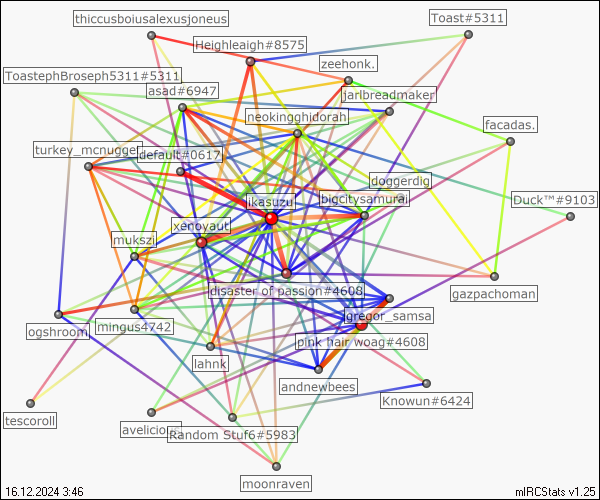 thiccusboiusalexusjoneus
Toast#5311
Heighleaigh#8575
zeehonk.
ToastephBroseph5311#5311
asad#6947
jarlbreadmaker
neokingghidorah
facadas.
turkey_mcnugget
default#0617
doggerdig
ikasuzu
bigcitysamurai
Duck™#9103
xenoyaut
mukszi
disaster of passion#4608
gazpachoman
ogshroom
mingus4742
gregor_samsa
pink hair woag#4608
lahnk
andnewbees
Knowun#6424
tescoroll
avelicious
Random Stuf6#5983
moonraven
16.12.2024 3:46
mIRCStats v1.25